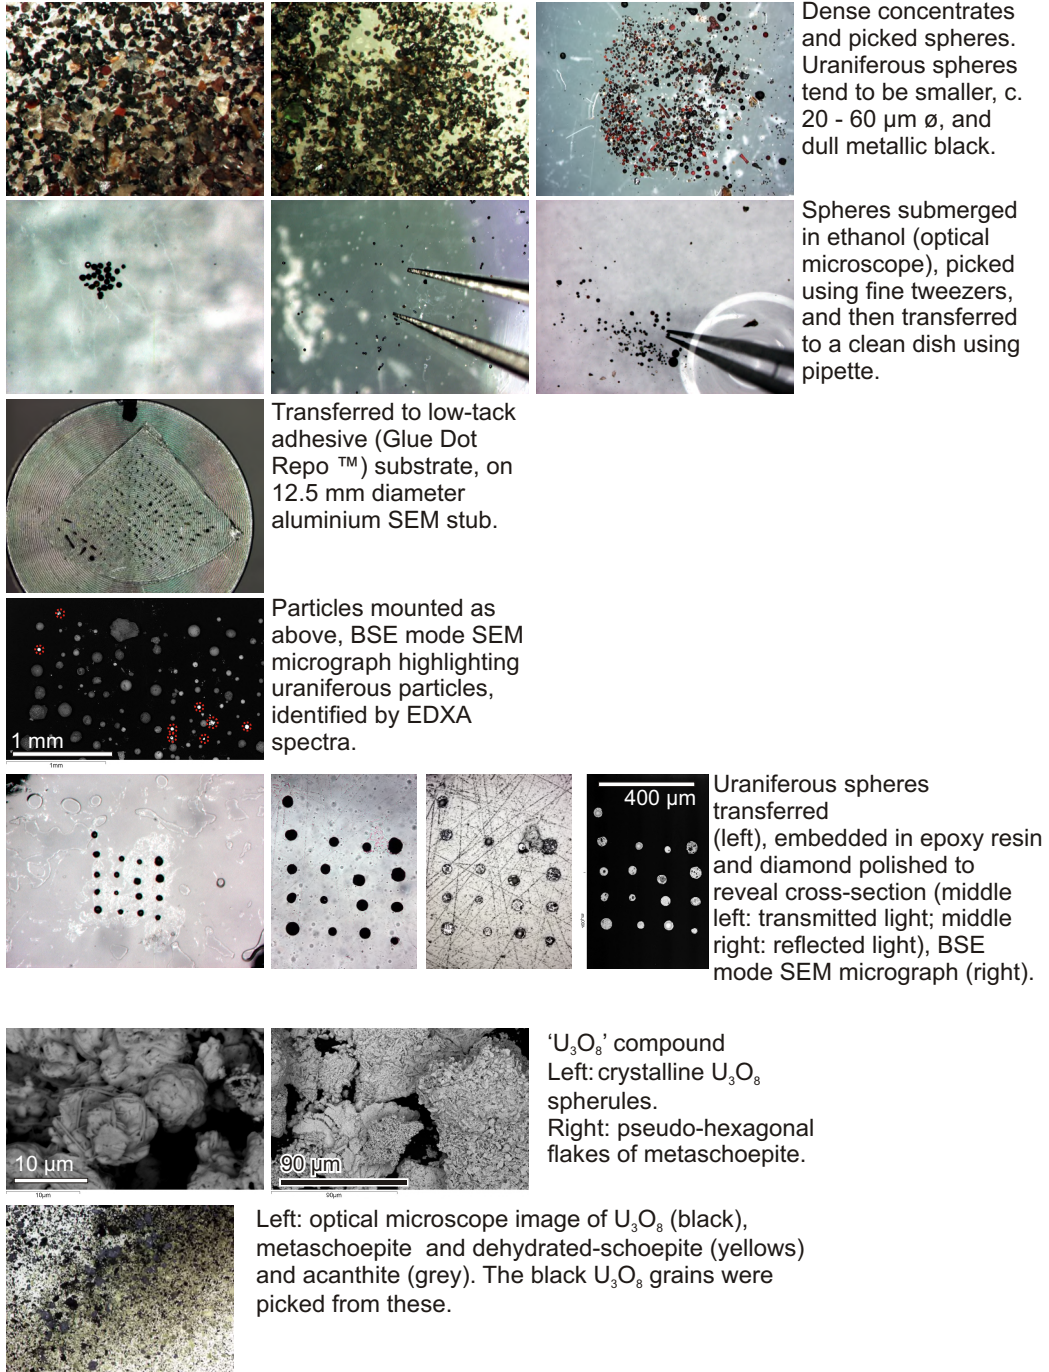 Dense concentrates
and picked spheres.
Uraniferous spheres
tend to be smaller, c.
20 - 60 µm ø, and
dull metallic black.
Spheres submerged
in ethanol (optical
microscope), picked
using fine tweezers,
and then transferred
to a clean dish using
pipette.
Transferred to low-tack
adhesive (Glue Dot
Repo ™) substrate, on
12.5 mm diameter
aluminium SEM stub.
Particles mounted as
above, BSE mode SEM
micrograph highlighting
uraniferous particles,
identified by EDXA
spectra.
1 mm
1mm
400 µm
Uraniferous spheres
transferred
(left), embedded in epoxy resin
and diamond polished to
reveal cross-section (middle
left: transmitted light; middle
right: reflected light), BSE
mode SEM micrograph (right).
10 µm
10µm
90 µm
90µm
‘U₃O₈’ compound
Left: crystalline U₃O₈
spherules.
Right: pseudo-hexagonal
flakes of metaschoepite.
Left: optical microscope image of U₃O₈ (black),
metaschoepite and dehydrated-schoepite (yellows)
and acanthite (grey). The black U₃O₈ grains were
picked from these.